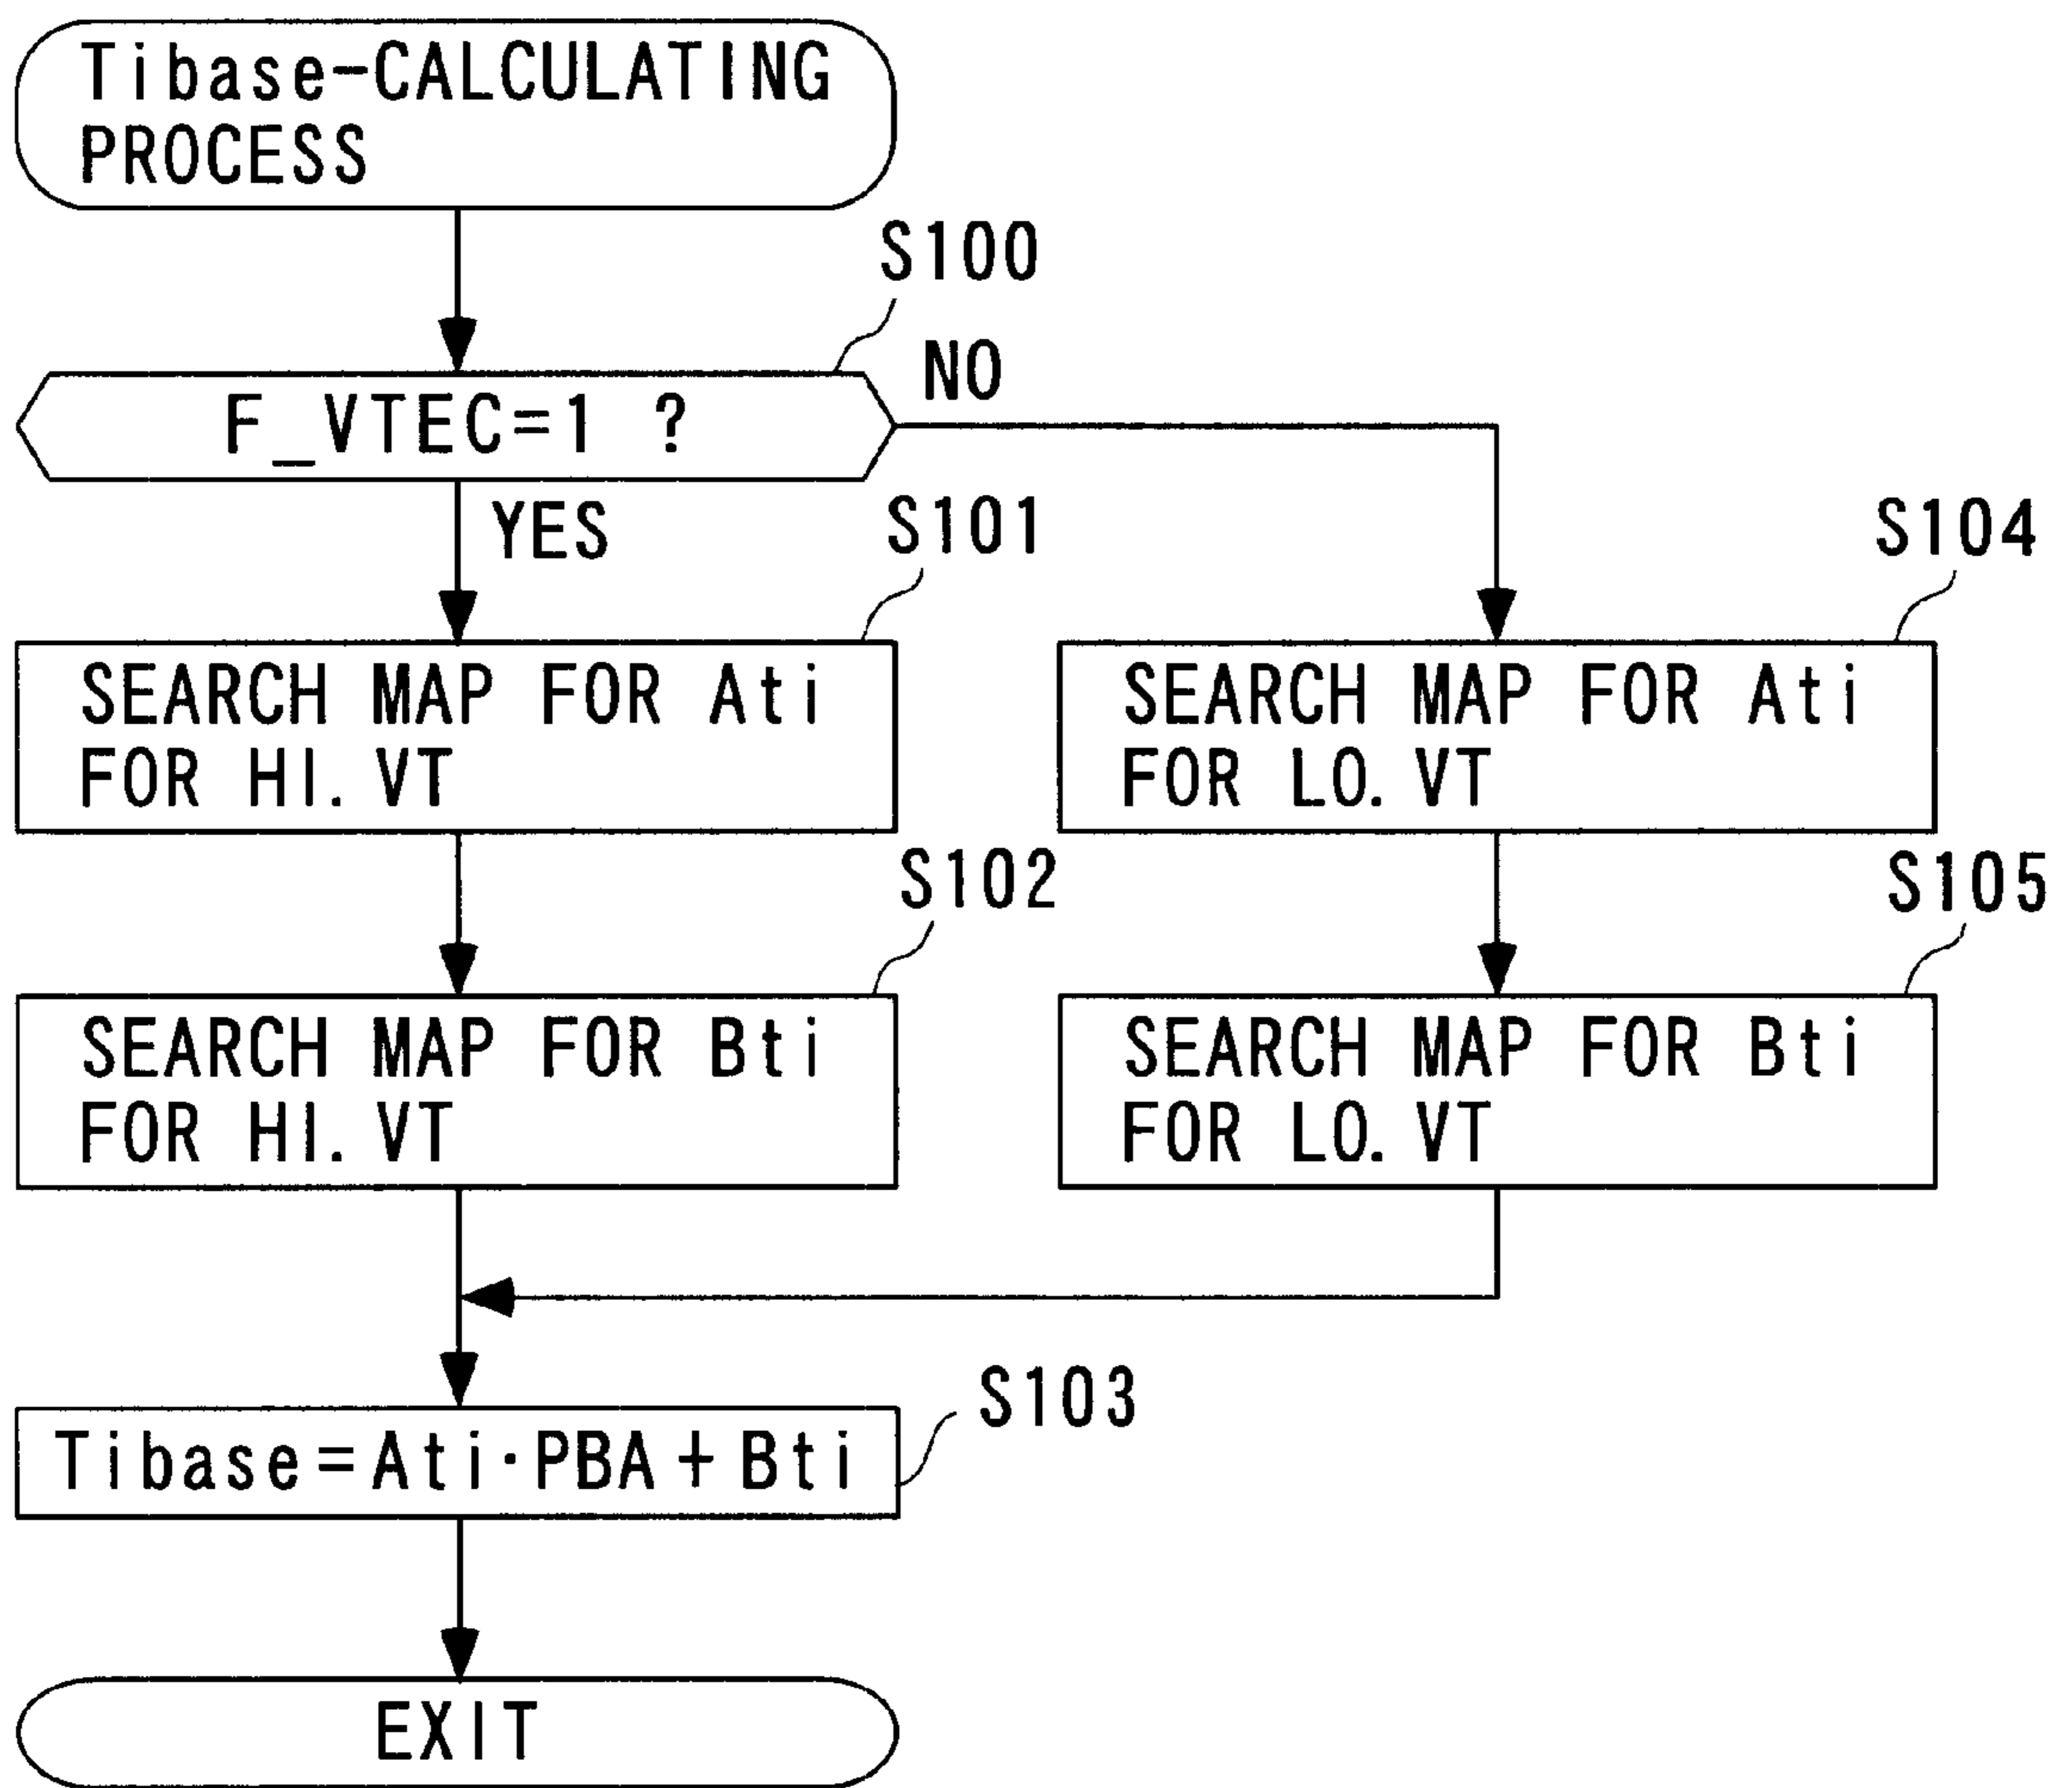 Tibase-CALCULATING
PROCESS
S100
F_VTEC=1 ?
NO
YES
S101
SEARCH MAP FOR Ati
FOR HI. VT
S104
SEARCH MAP FOR Ati
FOR LO. VT
S102
SEARCH MAP FOR Bti
FOR HI. VT
S105
SEARCH MAP FOR Bti
FOR LO. VT
S103
Tibase=Ati·PBA+Bti
EXIT